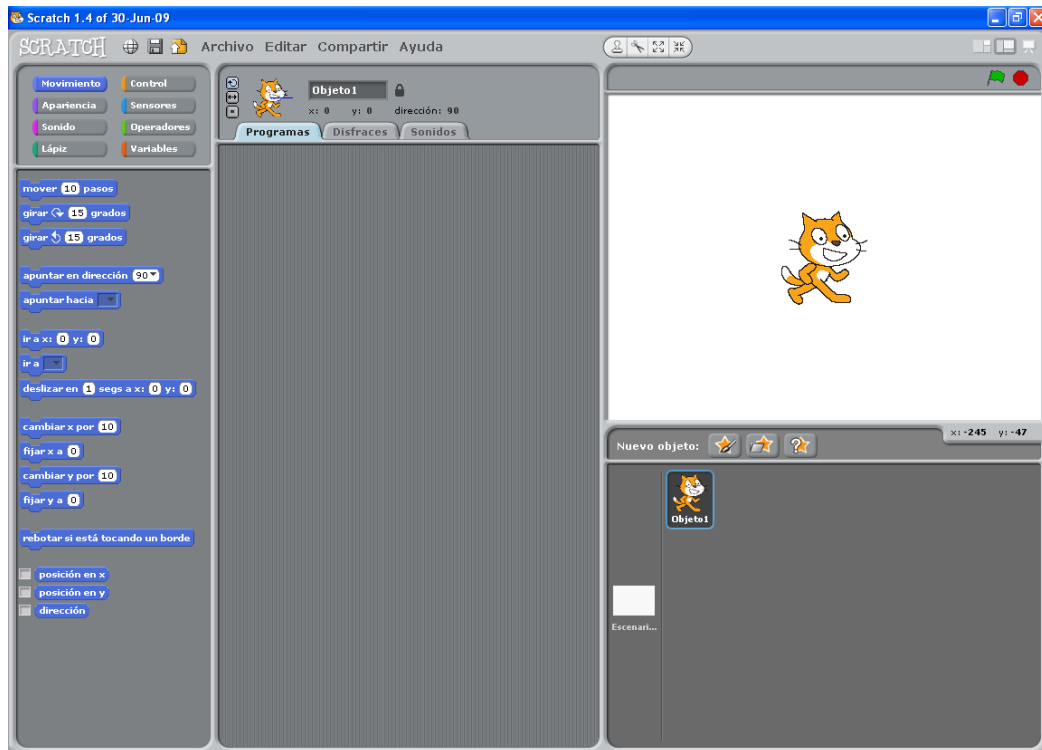 Scratch 1.4 of 30-Jun-09
SCRATCH Archivo Editar Compartir Ayuda
Movimiento Control
Apariencia Sensores
Sonido Operadores
Lápiz Variables
mover 10 pasos
girar 15 grados
girar 15 grados
apuntar en dirección 90
apuntar hacia
ir a x: 0 y: 0
ir a
deslizar en 1 segs a x: 0 y: 0
cambiar x por 10
fijar x a 0
cambiar y por 10
fijar y a 0
rebotar si está tocando un borde
posición en x
posición en y
dirección
Objeto1
x: 0 y: 0 dirección: 90
Programas Disfraces Sonidos
x: -245 y: -47
Nuevo objeto:
Objeto1
Escenari...